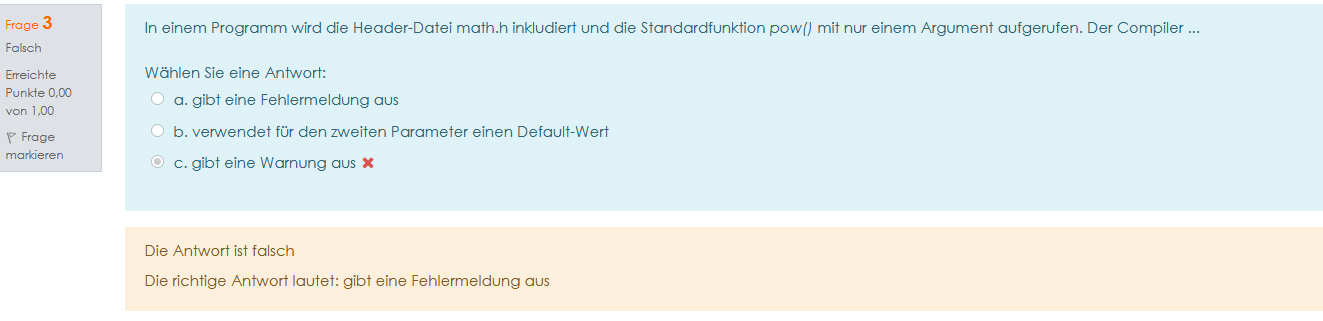 Frage 3
Falsch
Erreichte
Punkte 0,00
von 1,00
Frage
markieren
In einem Programm wird die Header-Datei math.h inkludiert und die Standardfunktion pow() mit nur einem Argument aufgerufen. Der Compiler ...
Wählen Sie eine Antwort:
a. gibt eine Fehlermeldung aus
b. verwendet für den zweiten Parameter einen Default-Wert
c. gibt eine Warnung aus
Die Antwort ist falsch
Die richtige Antwort lautet: gibt eine Fehlermeldung aus